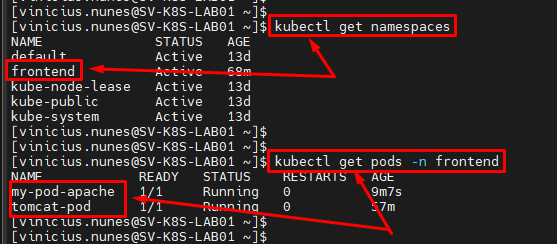 [vinicius.nunes@SV-K8S-LAB01 ~]$
[vinicius.nunes@SV-K8S-LAB01 ~]$ kubectl get namespaces
NAME STATUS AGE
default Active 13d
frontend Active 68m
kube-node-lease Active 13d
kube-public Active 13d
kube-system Active 13d
[vinicius.nunes@SV-K8S-LAB01 ~]$
[vinicius.nunes@SV-K8S-LAB01 ~]$
[vinicius.nunes@SV-K8S-LAB01 ~]$ kubectl get pods -n frontend
NAME READY STATUS RESTARTS AGE
my-pod-apache 1/1 Running 0 9m7s
tomcat-pod 1/1 Running 0 57m
[vinicius.nunes@SV-K8S-LAB01 ~]$
[vinicius.nunes@SV-K8S-LAB01 ~]$